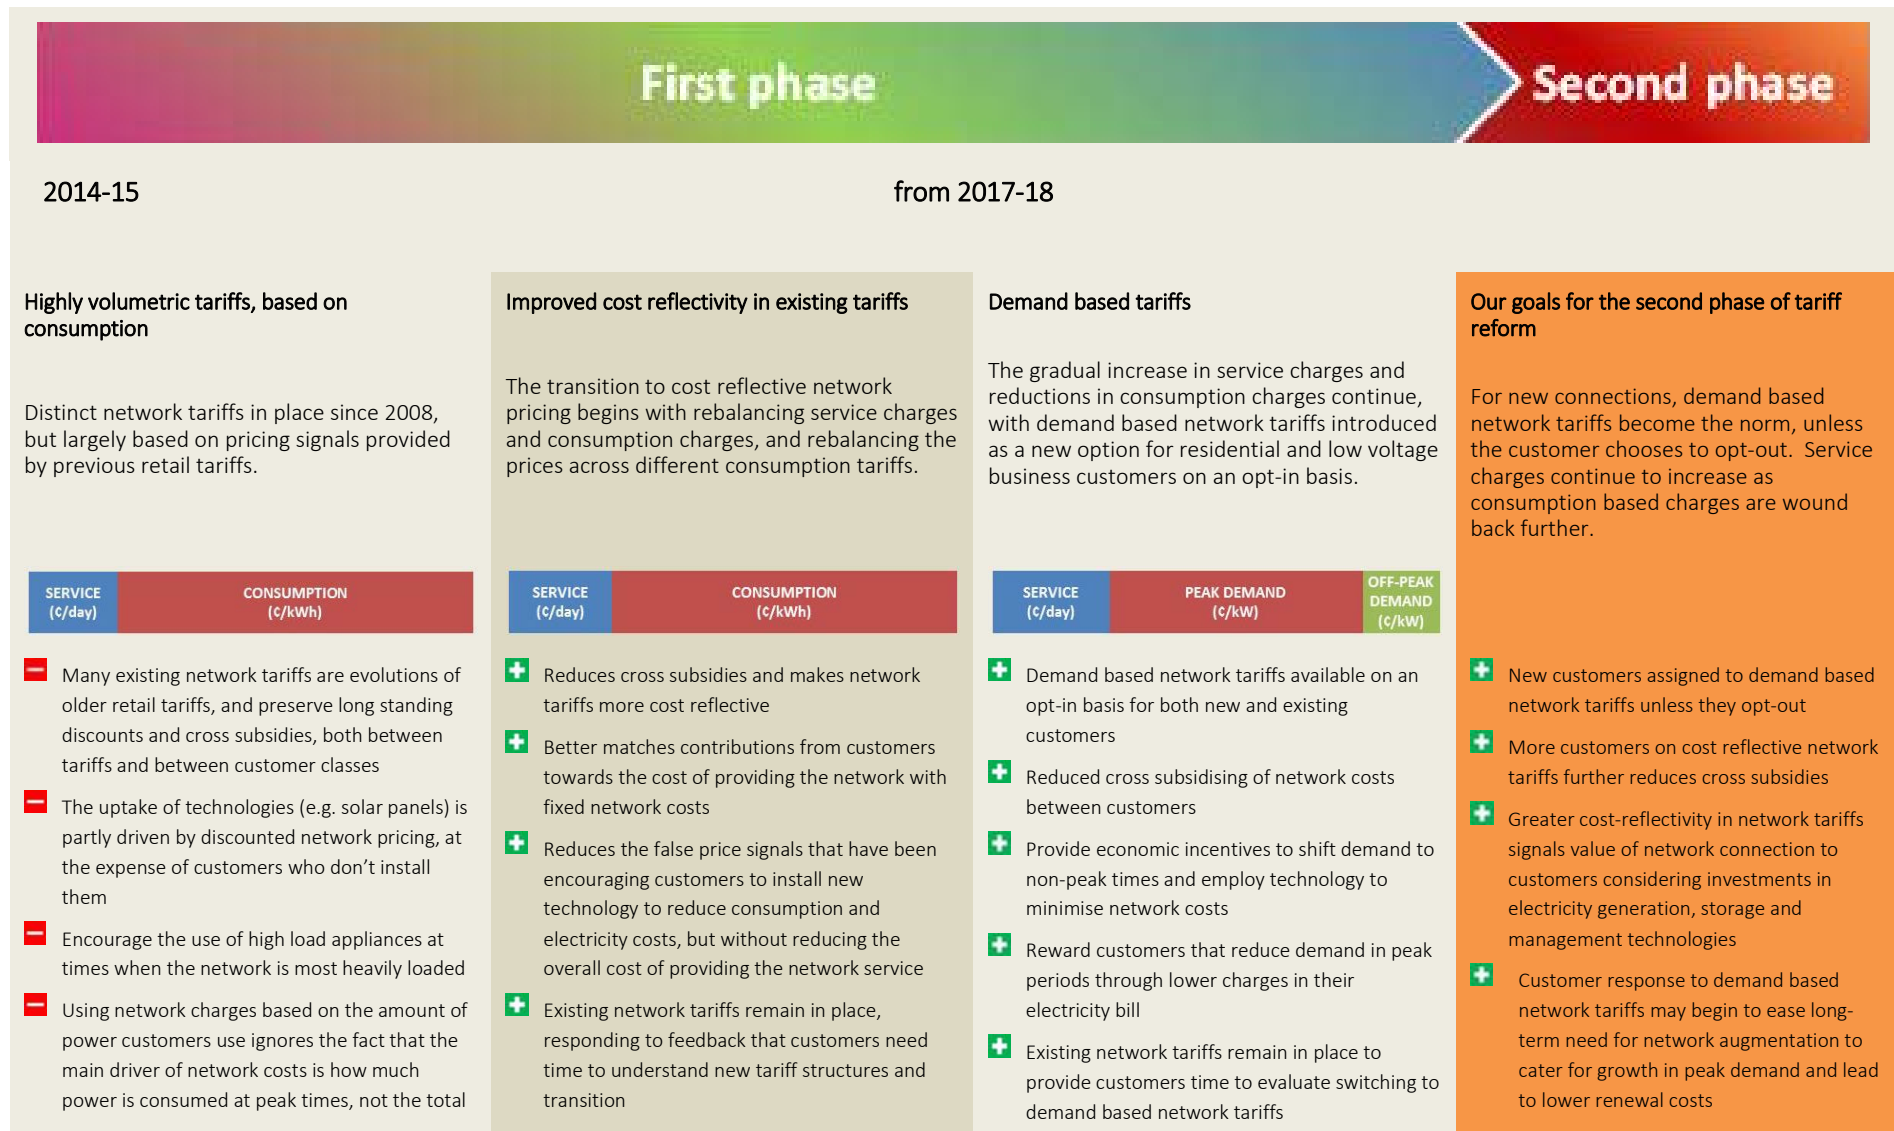 First phase
Second phase
2014-15
from 2017-18
Highly volumetric tariffs, based on
consumption
Distinct network tariffs in place since 2008,
but largely based on pricing signals provided
by previous retail tariffs.
SERVICE
(¢/day)
CONSUMPTION
(¢/kWh)
Many existing network tariffs are evolutions of
older retail tariffs, and preserve long standing
discounts and cross subsidies, both between
tariffs and between customer classes
The uptake of technologies (e.g. solar panels) is
partly driven by discounted network pricing, at
the expense of customers who don’t install
them
Encourage the use of high load appliances at
times when the network is most heavily loaded
Using network charges based on the amount of
power customers use ignores the fact that the
main driver of network costs is how much
power is consumed at peak times, not the total
Improved cost reflectivity in existing tariffs
The transition to cost reflective network
pricing begins with rebalancing service charges
and consumption charges, and rebalancing the
prices across different consumption tariffs.
SERVICE
(¢/day)
CONSUMPTION
(¢/kWh)
Reduces cross subsidies and makes network
tariffs more cost reflective
Better matches contributions from customers
towards the cost of providing the network with
fixed network costs
Reduces the false price signals that have been
encouraging customers to install new
technology to reduce consumption and
electricity costs, but without reducing the
overall cost of providing the network service
Existing network tariffs remain in place,
responding to feedback that customers need
time to understand new tariff structures and
transition
Demand based tariffs
The gradual increase in service charges and
reductions in consumption charges continue,
with demand based network tariffs introduced
as a new option for residential and low voltage
business customers on an opt-in basis.
SERVICE
(¢/day)
PEAK DEMAND
(¢/kW)
OFF-PEAK
DEMAND
(¢/kW)
Demand based network tariffs available on an
opt-in basis for both new and existing
customers
Reduced cross subsidising of network costs
between customers
Provide economic incentives to shift demand to
non-peak times and employ technology to
minimise network costs
Reward customers that reduce demand in peak
periods through lower charges in their
electricity bill
Existing network tariffs remain in place to
provide customers time to evaluate switching to
demand based network tariffs
Our goals for the second phase of tariff
reform
For new connections, demand based
network tariffs become the norm, unless
the customer chooses to opt-out.  Service
charges continue to increase as
consumption based charges are wound
back further.
New customers assigned to demand based
network tariffs unless they opt-out
More customers on cost reflective network
tariffs further reduces cross subsidies
Greater cost-reflectivity in network tariffs
signals value of network connection to
customers considering investments in
electricity generation, storage and
management technologies
Customer response to demand based
network tariffs may begin to ease long-
term need for network augmentation to
cater for growth in peak demand and lead
to lower renewal costs